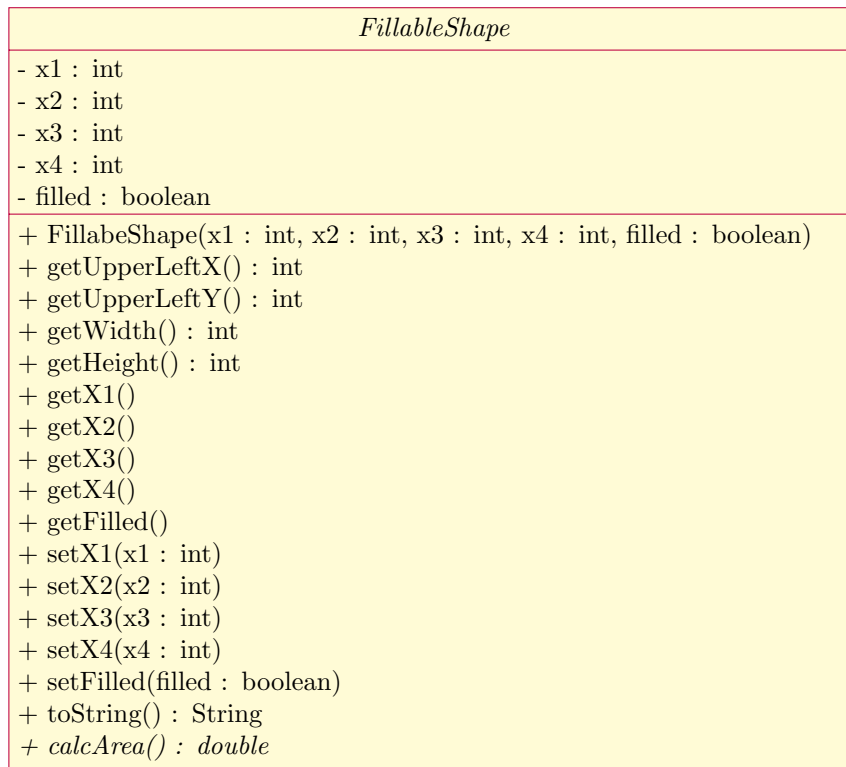 FillableShape
- x1 : int
- x2 : int
- x3 : int
- x4 : int
- filled : boolean
+ FillabeShape(x1 : int, x2 : int, x3 : int, x4 : int, filled : boolean)
+ getUpperLeftX() : int
+ getUpperLeftY() : int
+ getWidth() : int
+ getHeight() : int
+ getX1()
+ getX2()
+ getX3()
+ getX4()
+ getFilled()
+ setX1(x1 : int)
+ setX2(x2 : int)
+ setX3(x3 : int)
+ setX4(x4 : int)
+ setFilled(filled : boolean)
+ toString() : String
+ calcArea() : double